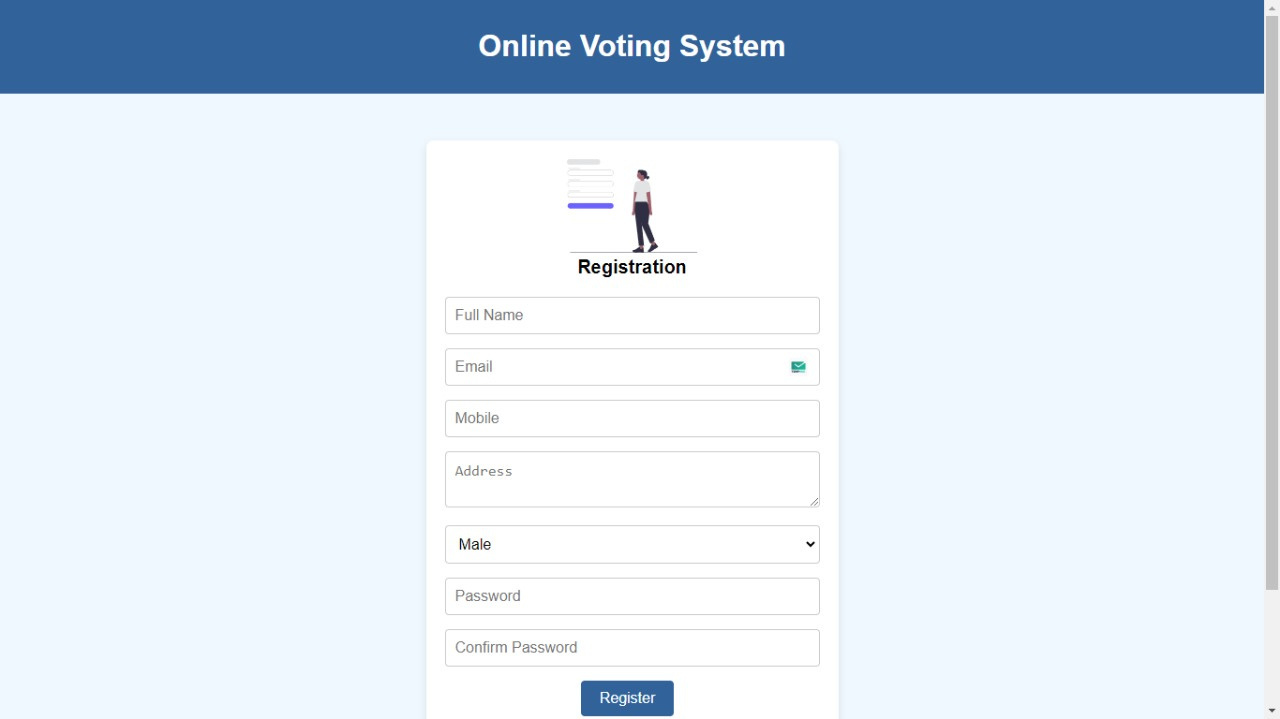 Online Voting System
Registration
Full Name
Email
Mobile
Address
Male
Password
Confirm Password
Register